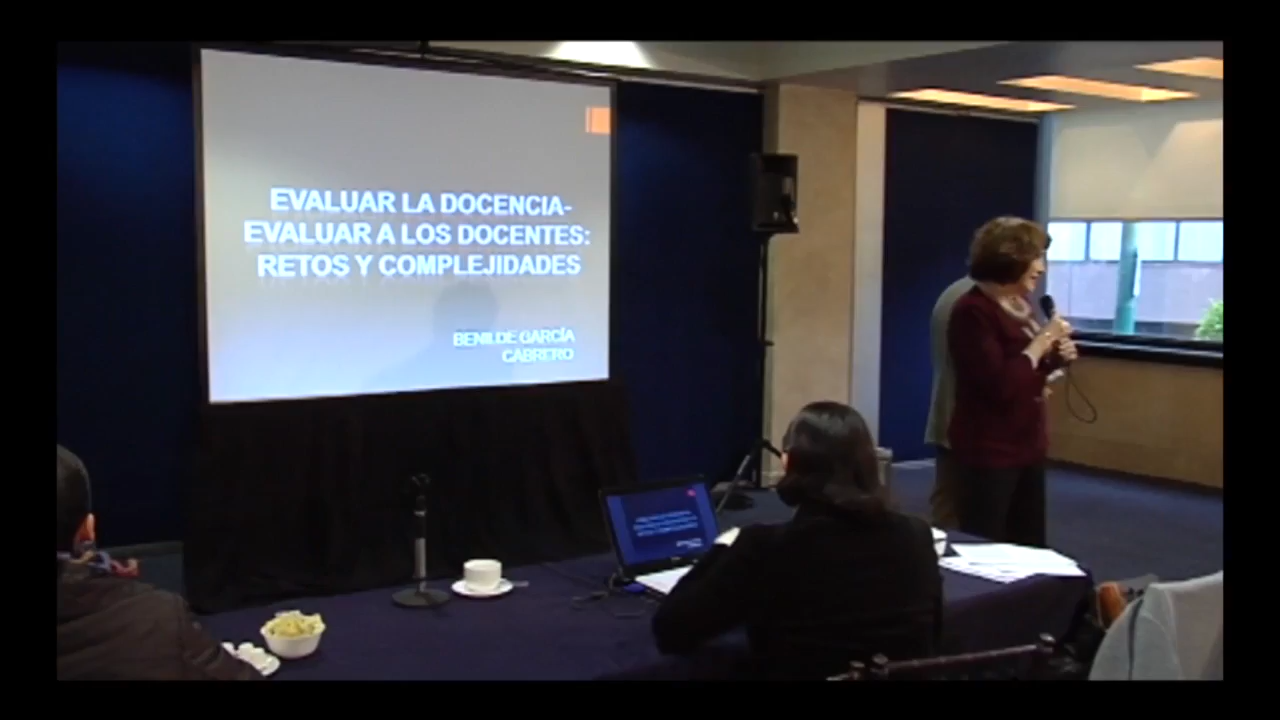 EVALUAR LA DOCENCIA-
EVALUAR A LOS DOCENTES:
RETOS Y COMPLEJIDADES
BENILDE GARCÍA
CABRERO